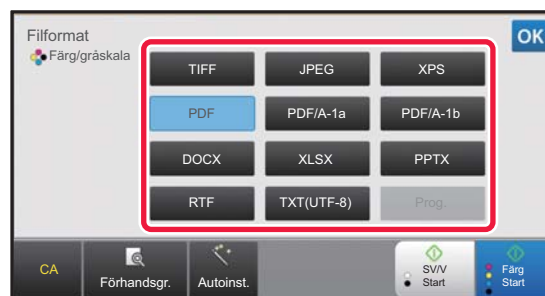 Filformat
OK
Färg/gråskala
TIFF
JPEG
XPS
PDF
PDF/A-1a
PDF/A-1b
DOCX
XLSX
PPTX
RTF
TXT(UTF-8)
Prog.
CA
Förhandsgr.
Autoinst.
SV/V
Start
Färg
Start